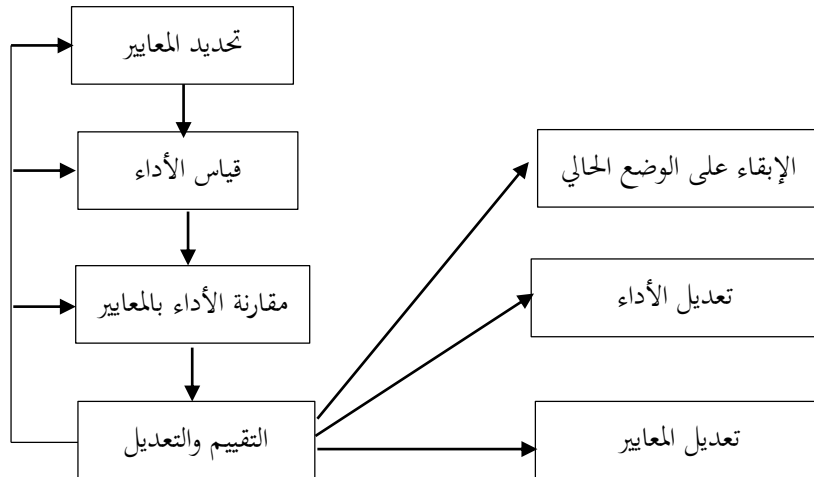 تحديد المعايير
قياس الأداء
مقارنة الأداء بالمعايير
التقييم والتعديل
الإبقاء على الوضع الحالي
تعديل الأداء
تعديل المعايير